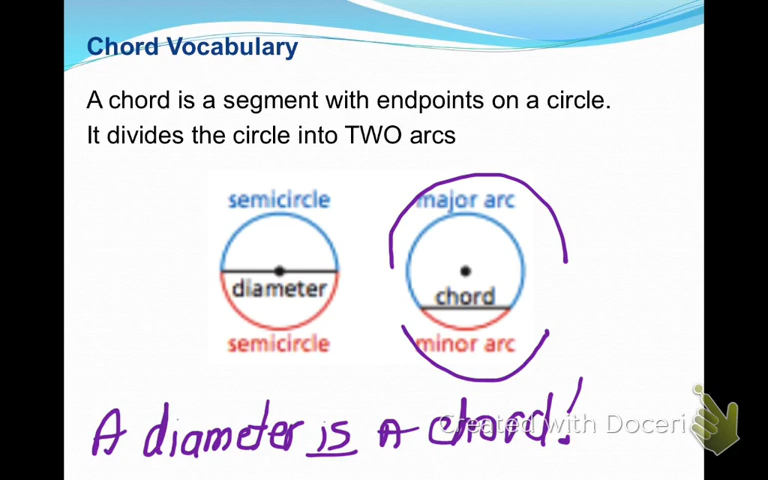 Chord Vocabulary
A chord is a segment with endpoints on a circle.
It divides the circle into TWO arcs
semicircle
major arc
diameter
chord
semicircle
minor arc
A diameter is A chord!
Created with Doceri